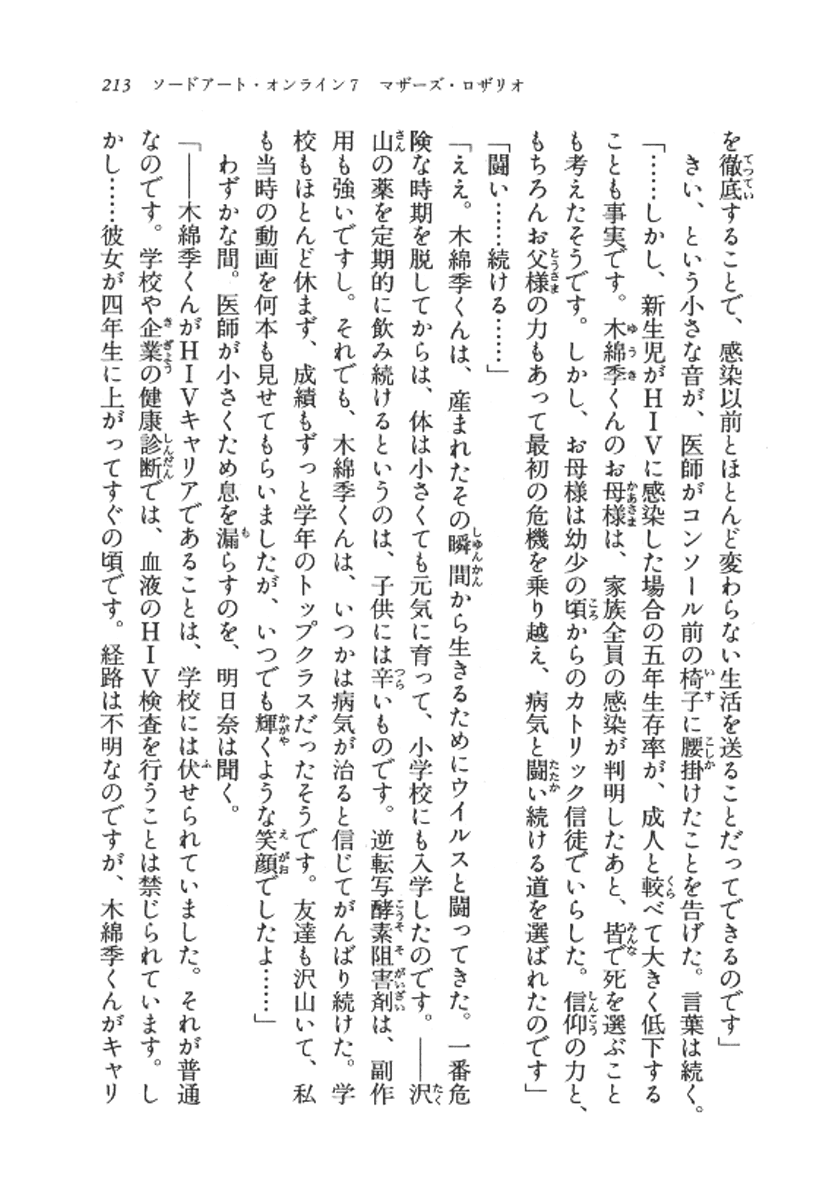 213　ソードアート・オンライン7　マザーズ・ロザリオ
を徹底することで、感染以前とほとんど変わらない生活を送ることだってできるのです」
　きい、という小さな音が、医師がコンソール前の椅子に腰掛けたことを告げた。言葉は続く。
「……しかし、新生児がＨＩＶに感染した場合の五年生存率が、成人と較べて大きく低下する
ことも事実です。木綿季くんのお母様は、家族全員の感染が判明したあと、皆で死を選ぶこと
も考えたそうです。しかし、お母様は幼少の頃からのカトリック信徒でいらした。信仰の力と、
もちろんお父様の力もあって最初の危機を乗り越え、病気と闘い続ける道を選ばれたのです」
「闘い……続ける……」
「ええ。木綿季くんは、産まれたその瞬間から生きるためにウイルスと闘ってきた。一番危
険な時期を脱してからは、体は小さくても元気に育って、小学校にも入学したのです。――沢
山の薬を定期的に飲み続けるというのは、子供には辛いものです。逆転写酵素阻害剤は、副作
用も強いですし。それでも、木綿季くんは、いつかは病気が治ると信じてがんばり続けた。学
校もほとんど休まず、成績もずっと学年のトップクラスだったそうです。友達も沢山いて、私
も当時の動画を何本も見せてもらいましたが、いつでも輝くような笑顔でしたよ……」
　わずかな間。医師が小さくため息を漏らすのを、明日奈は聞く。
「――木綿季くんがＨＩＶキャリアであることは、学校には伏せられていました。それが普通
なのです。学校や企業の健康診断では、血液のＨＩＶ検査を行うことは禁じられています。し
かし……彼女が四年生に上がってすぐの頃です。経路は不明なのですが、木綿季くんがキャリ